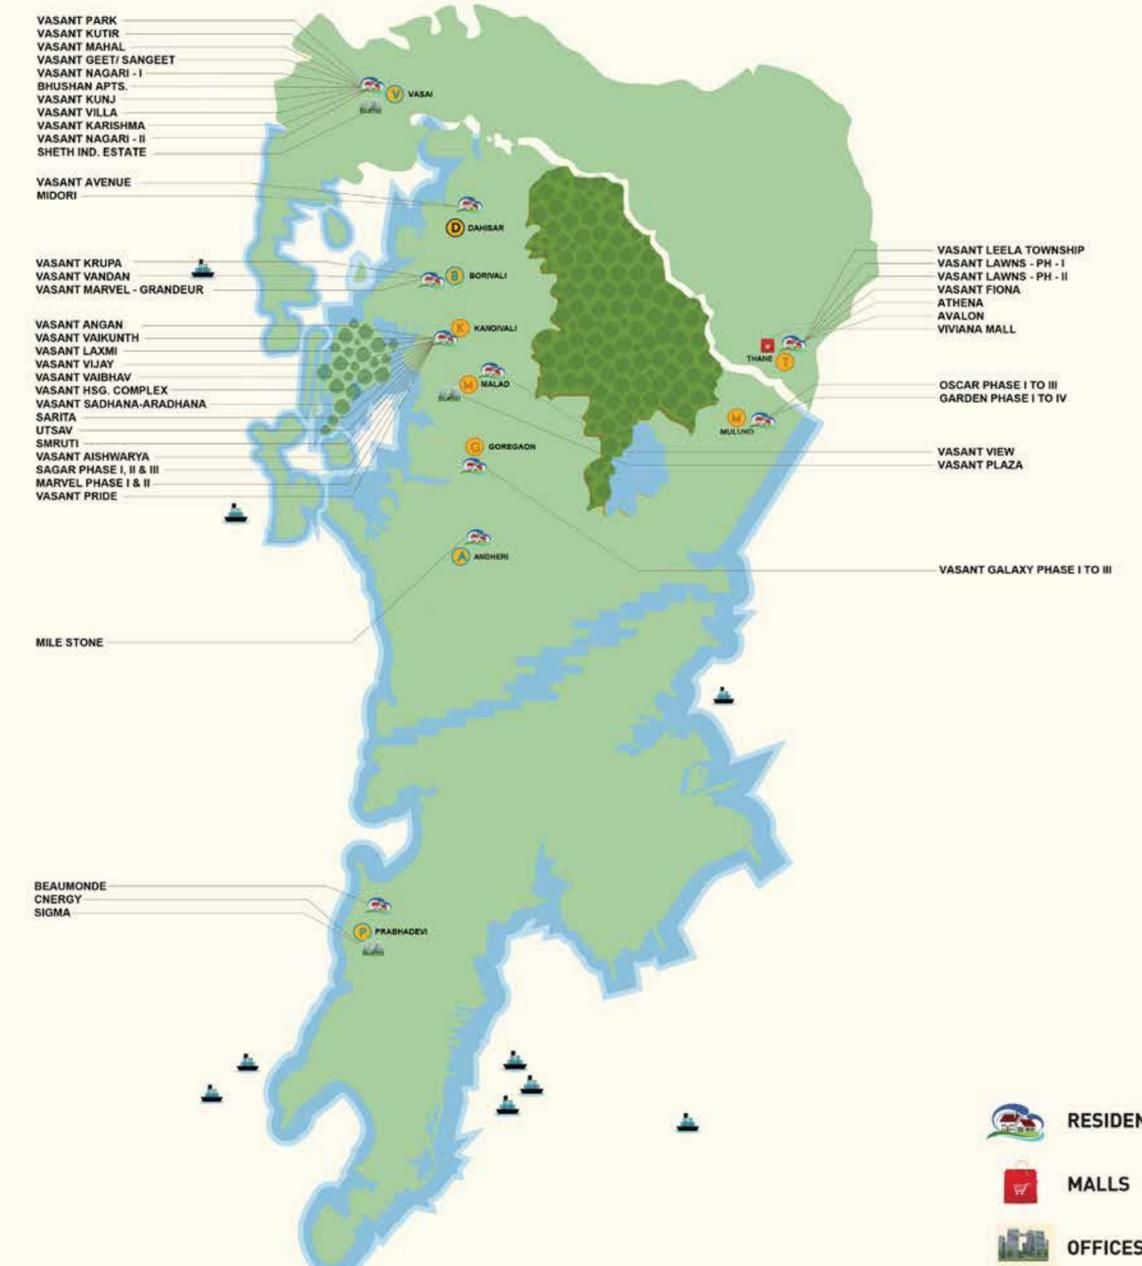 VASANT PARK
VASANT KUTIR
VASANT MAHAL
VASANT GEET/ SANGEET
VASANT NAGARI - I
BHUSHAN APTS.
VASANT KUNJ
VASANT VILLA
VASANT KARISHMA
VASANT NAGARI - II
SHETH IND. ESTATE
V VASAI
VASANT AVENUE
MIDORI
D DAHISAR
VASANT KRUPA
VASANT VANDAN
VASANT MARVEL - GRANDEUR
B BORIVALI
VASANT ANGAN
VASANT VAIKUNTH
VASANT LAXMI
VASANT VIJAY
VASANT VAIBHAV
VASANT HSG. COMPLEX
VASANT SADHANA-ARADHANA
SARITA
UTSAV
SMRUTI
VASANT AISHWARYA
SAGAR PHASE I, II & III
MARVEL PHASE I & II
VASANT PRIDE
K KANDIVALI
M MALAD
G GOREGAON
A ANDHERI
VASANT LEELA TOWNSHIP
VASANT LAWNS - PH - I
VASANT LAWNS - PH - II
VASANT FIONA
ATHENA
AVALON
VIVIANA MALL
THANE T
OSCAR PHASE I TO III
GARDEN PHASE I TO IV
M
MULUND
VASANT VIEW
VASANT PLAZA
VASANT GALAXY PHASE I TO III
MILE STONE
BEAUMONDE
CNERGY
SIGMA
P PRABHADEVI
RESIDEN
MALLS
OFFICES